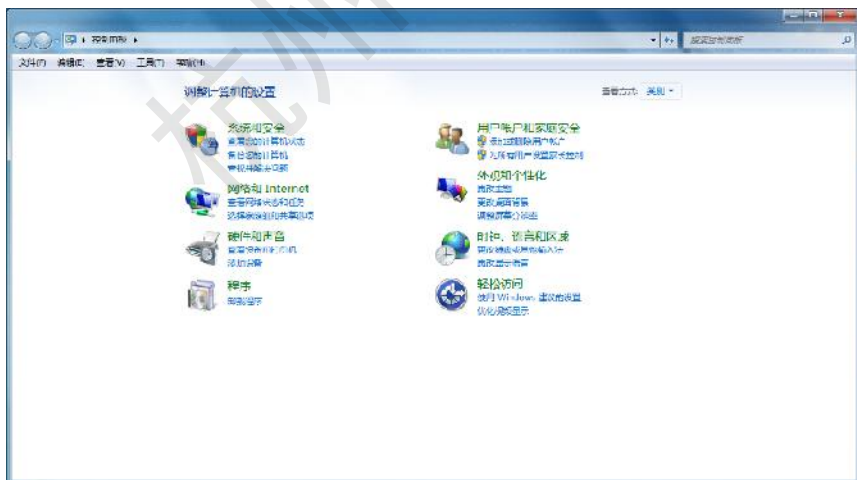 控制面板
搜索控制面板
文件(F) 编辑(E) 查看(V) 工具(T) 帮助(H)
调整计算机的设置
查看方式: 类别
系统和安全
查看您的计算机状态
备份您的计算机
查找并解决问题
网络和 Internet
查看网络状态和任务
选择家庭组和共享选项
硬件和声音
查看设备和打印机
添加设备
程序
卸载程序
用户帐户和家庭安全
添加或删除用户帐户
为所有用户设置家长控制
外观和个性化
更改主题
更改桌面背景
调整屏幕分辨率
时钟、语言和区域
更改键盘或其他输入法
更改显示语言
轻松访问
使用 Windows 建议的设置
优化视频显示
杭州